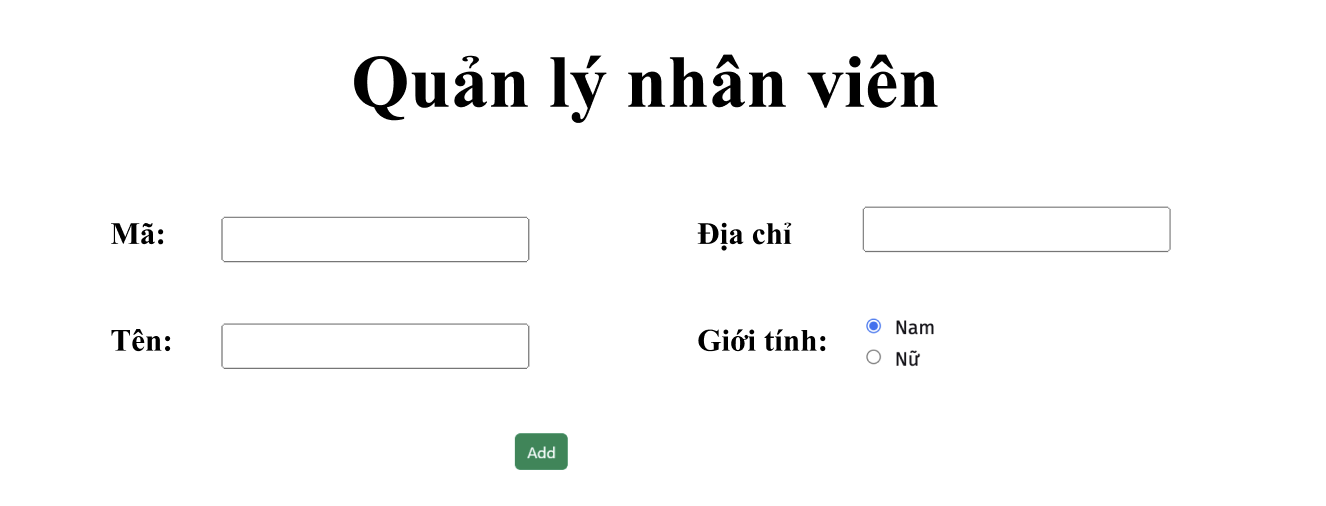 Quản lý nhân viên
Mã:
Địa chỉ
Tên:
Giới tính:
Nam
Nữ
Add